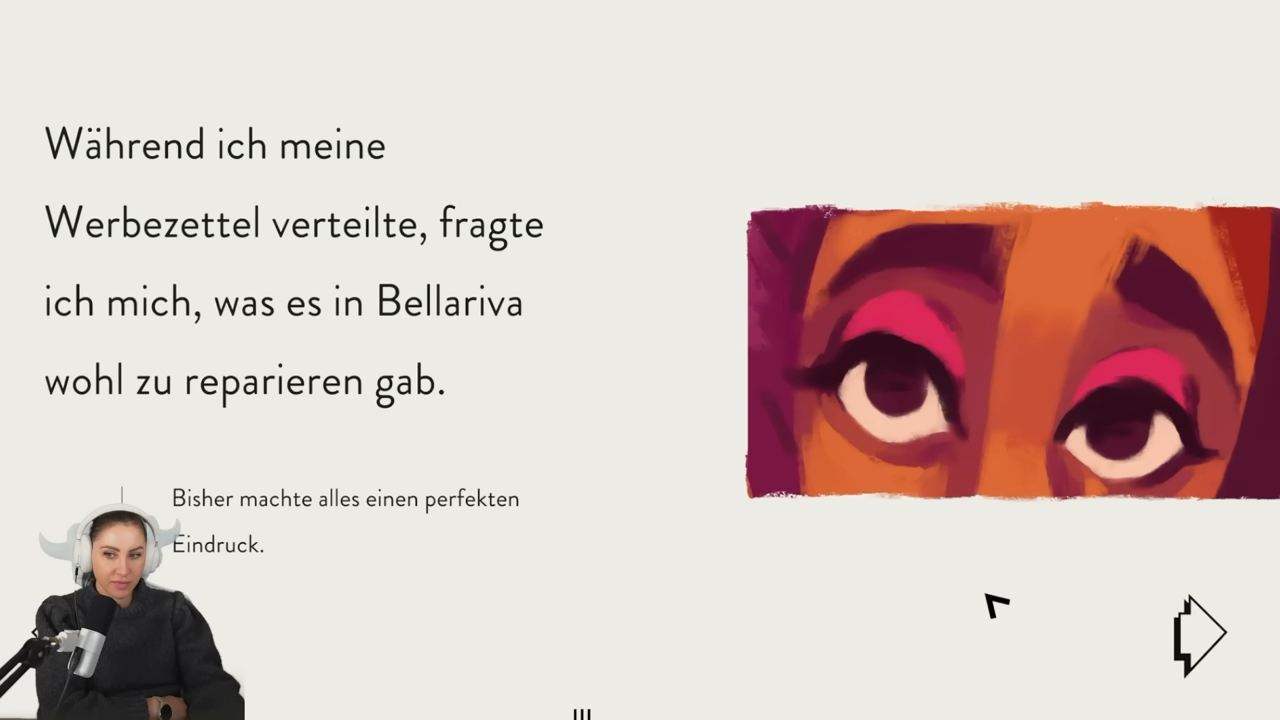 Während ich meine
Werbezettel verteilte, fragte
ich mich, was es in Bellariva
wohl zu reparieren gab.
Bisher machte alles einen perfekten
Eindruck.